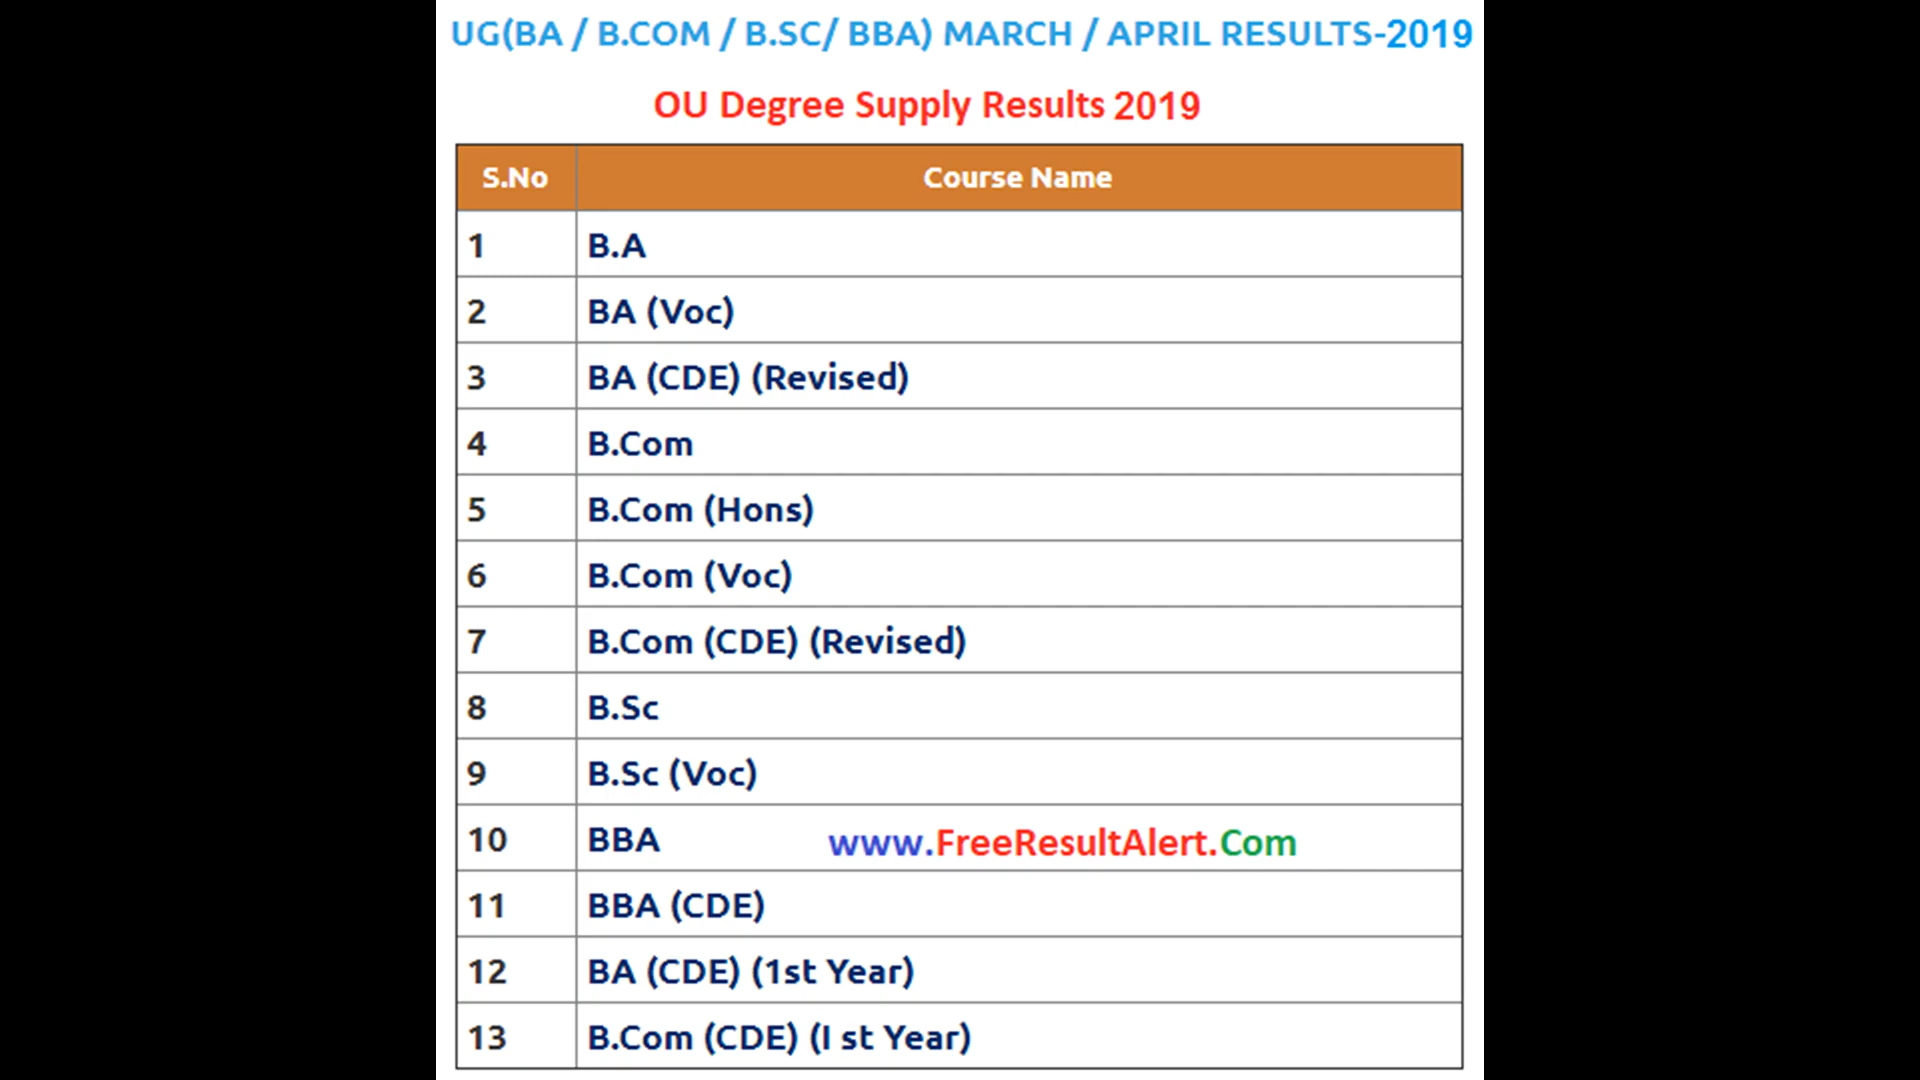 UG(BA / B.COM / B.SC/ BBA) MARCH / APRIL RESULTS-2019
OU Degree Supply Results 2019
S.No Course Name
1 B.A
2 BA (Voc)
3 BA (CDE) (Revised)
4 B.Com
5 B.Com (Hons)
6 B.Com (Voc)
7 B.Com (CDE) (Revised)
8 B.Sc
9 B.Sc (Voc)
10 BBA www.FreeResultAlert.Com
11 BBA (CDE)
12 BA (CDE) (1st Year)
13 B.Com (CDE) (I st Year)